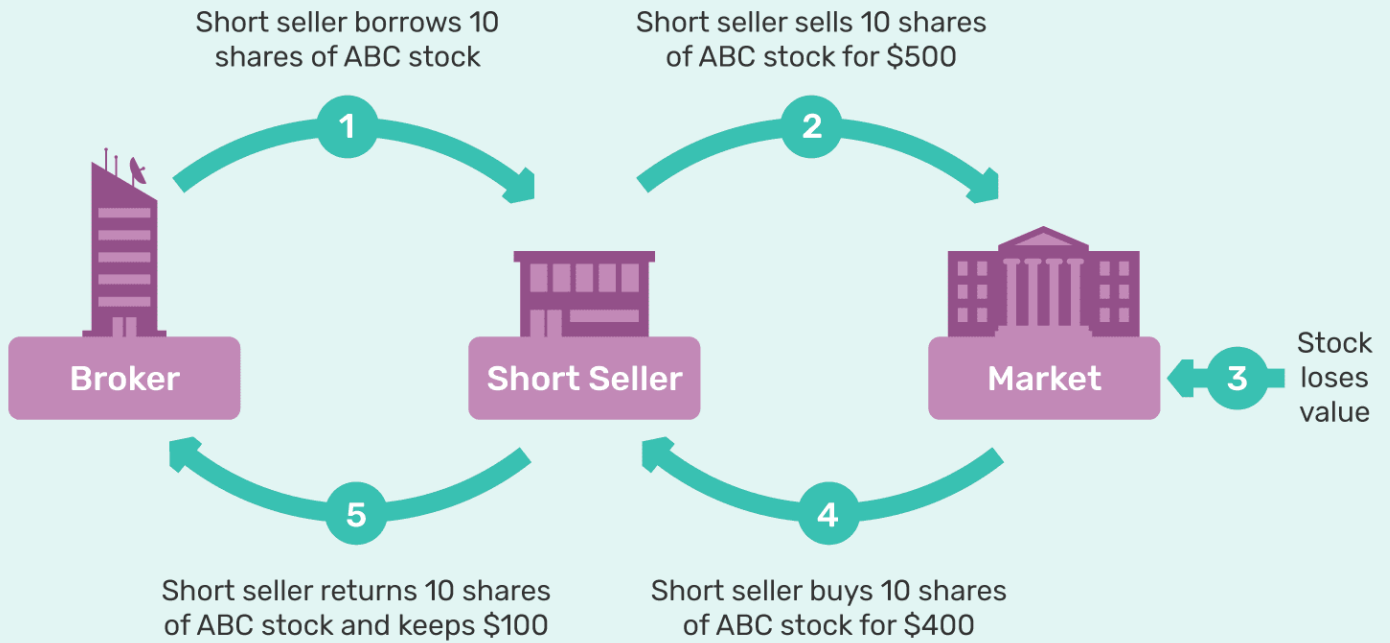 Short seller borrows 10
shares of ABC stock
Short seller sells 10 shares
of ABC stock for $500
1
2
Broker
Short Seller
Market
3
Stock
loses
value
5
4
Short seller returns 10 shares
of ABC stock and keeps $100
Short seller buys 10 shares
of ABC stock for $400